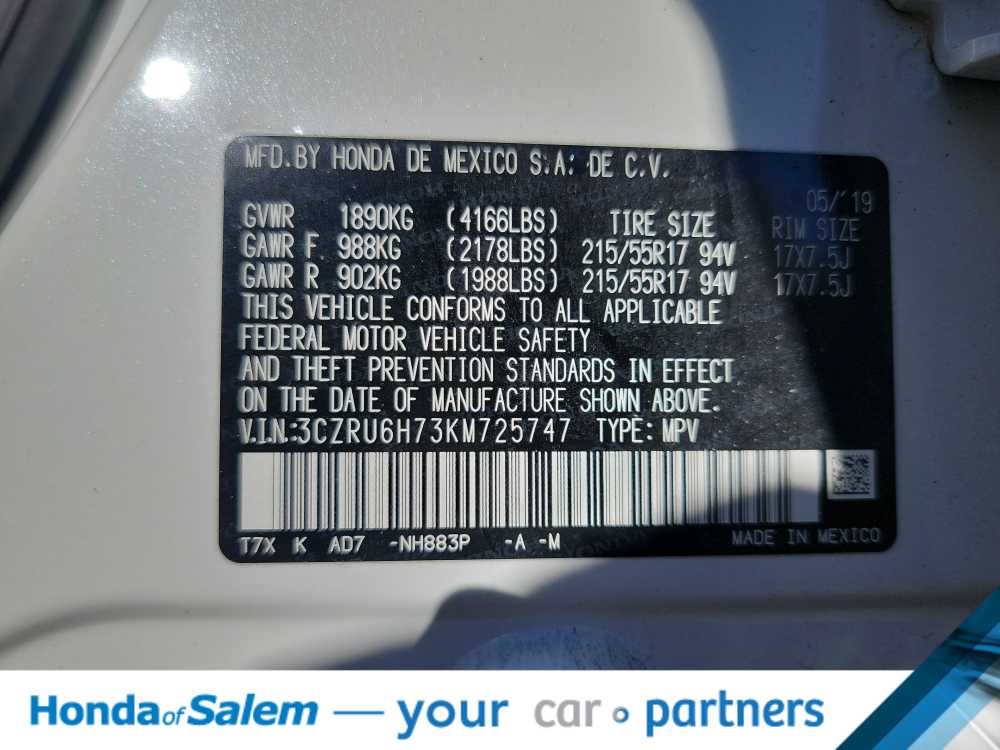 MFD.BY HONDA DE MEXICO S.A. DE C.V.
05/'19
GVWR 1890KG (4166LBS) TIRE SIZE RIM SIZE
GAWR F 988KG (2178LBS) 215/55R17 94V 17X7.5J
GAWR R 902KG (1988LBS) 215/55R17 94V 17X7.5J
THIS VEHICLE CONFORMS TO ALL APPLICABLE
FEDERAL MOTOR VEHICLE SAFETY
AND THEFT PREVENTION STANDARDS IN EFFECT
ON THE DATE OF MANUFACTURE SHOWN ABOVE.
V.I.N:3CZRU6H73KM725747 TYPE: MPV
T7X K AD7 -NH883P -A -M MADE IN MEXICO
Honda of Salem — your car partners